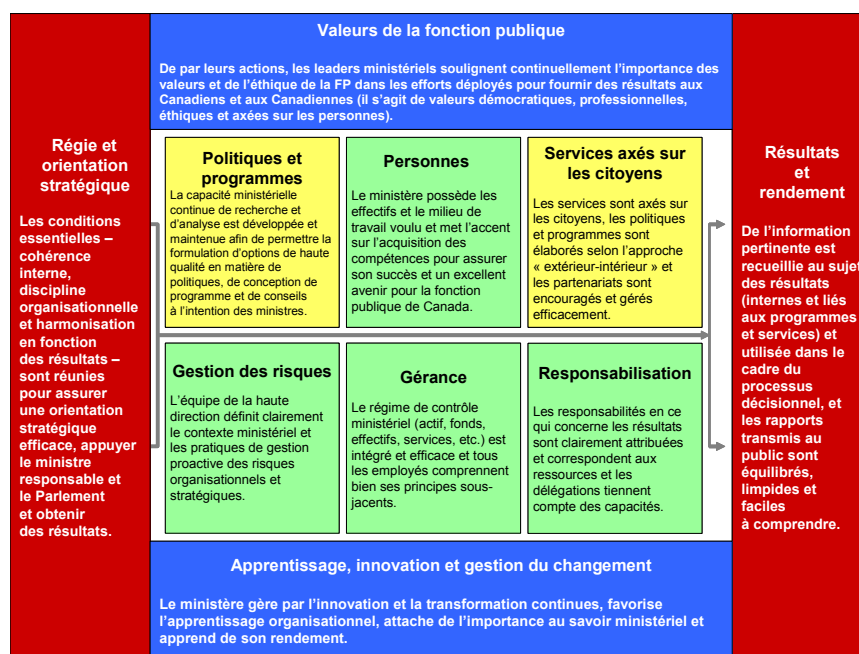 Valeurs de la fonction publique
De par leurs actions, les leaders ministériels soulignent continuellement l'importance des
valeurs et de l'éthique de la FP dans les efforts déployés pour fournir des résultats aux
Canadiens et aux Canadiennes (il s'agit de valeurs démocratiques, professionnelles,
éthiques et axées sur les personnes).
Régie et
orientation
stratégique
Les conditions
essentielles –
cohérence
interne,
discipline
organisationnelle
et harmonisation
en fonction
des résultats –
sont réunies
pour assurer
une orientation
stratégique
efficace, appuyer
le ministre
responsable et
le Parlement
et obtenir
des résultats.
Politiques et
programmes
La capacité ministérielle
continue de recherche et
d'analyse est développée et
maintenue afin de permettre la
formulation d'options de haute
qualité en matière de
politiques, de conception de
programme et de conseils
à l'intention des ministres.
Personnes
Le ministère possède les
effectifs et le milieu de
travail voulu et met l'accent
sur l'acquisition des
compétences pour assurer
son succès et un excellent
avenir pour la fonction
publique de Canada.
Services axés sur
les citoyens
Les services sont axés sur
les citoyens, les politiques
et programmes sont
élaborés selon l'approche
« extérieur-intérieur » et
les partenariats sont
encouragés et gérés
efficacement.
Gestion des risques
L'équipe de la haute
direction définit clairement
le contexte ministériel et
les pratiques de gestion
proactive des risques
organisationnels et
stratégiques.
Gérance
Le régime de contrôle
ministériel (actif, fonds,
effectifs, services, etc.) est
intégré et efficace et tous
les employés comprennent
bien ses principes sous-
jacents.
Responsabilisation
Les responsabilités en ce
qui concerne les résultats
sont clairement attribuées
et correspondent aux
ressources et les
délégations tiennent
compte des capacités.
Résultats
et
rendement
De l'information
pertinente est
recueillie au sujet
des résultats
(internes et liés
aux programmes
et services) et
utilisée dans le
cadre du
processus
décisionnel, et
les rapports
transmis au
public sont
équilibrés,
limpides et
faciles
à comprendre.
Apprentissage, innovation et gestion du changement
Le ministère gère par l'innovation et la transformation continues, favorise
l'apprentissage organisationnel, attache de l'importance au savoir ministériel et
apprend de son rendement.